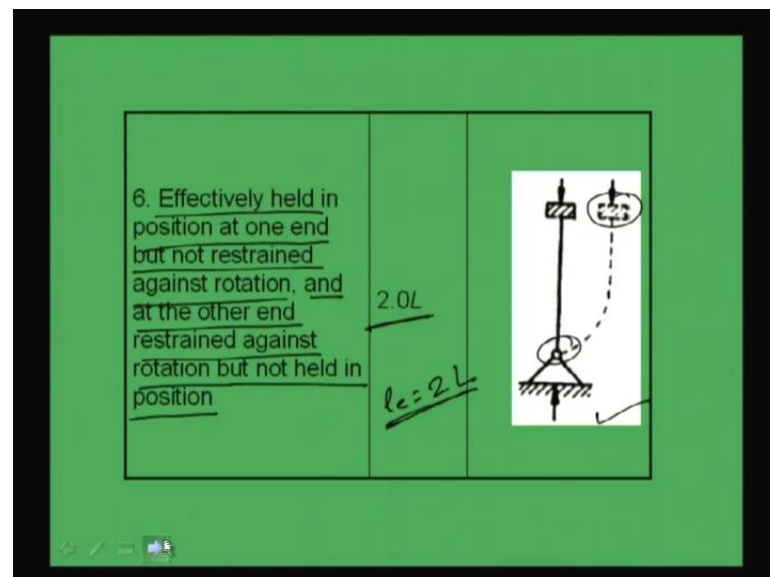 6. Effectively held in
position at one end
but not restrained
against rotation, and
at the other end
restrained against
rotation but not held in
position
2.0L
le = 2L